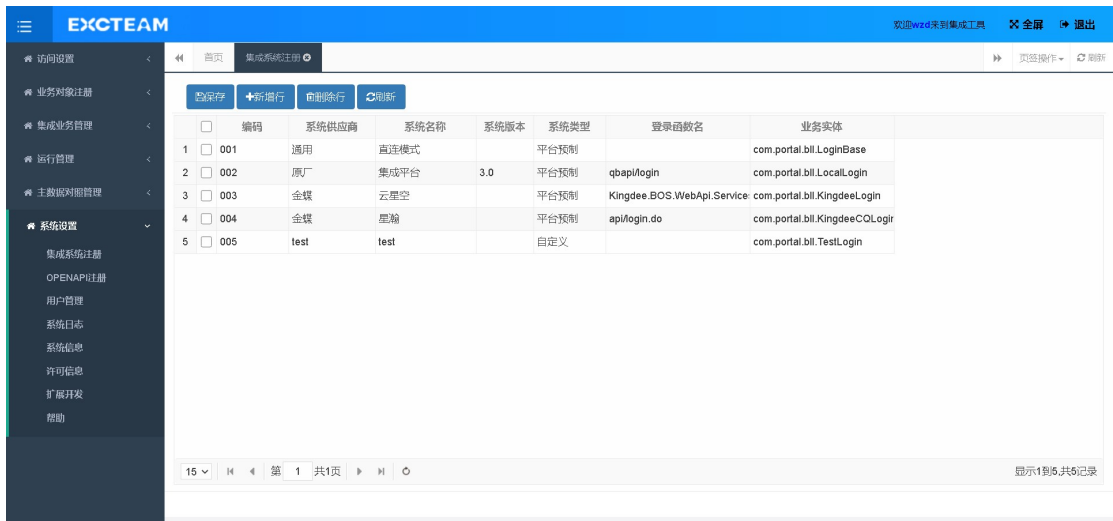 EXCTEAM
欢迎wzd来到集成工具 全屏 退出
访问设置
业务对象注册
集成业务管理
运行管理
主数据对照管理
系统设置
集成系统注册
OPENAPI注册
用户管理
系统日志
系统信息
许可信息
扩展开发
帮助
首页 集成系统注册 页签操作 刷新
保存 新增行 删除行 刷新
编码 系统供应商 系统名称 系统版本 系统类型 登录函数名 业务实体
1 001 通用 直连模式 平台预制 com.portal.bll.LoginBase
2 002 原厂 集成平台 3.0 平台预制 qbapi/login com.portal.bll.LocalLogin
3 003 金蝶 云星空 平台预制 Kingdee.BOS.WebApi.Service: com.portal.bll.KingdeeLogin
4 004 金蝶 星瀚 平台预制 api/login.do com.portal.bll.KingdeeCQLogin
5 005 test test 自定义 com.portal.bll.TestLogin
15 第 1 共1页 显示1到5,共5记录